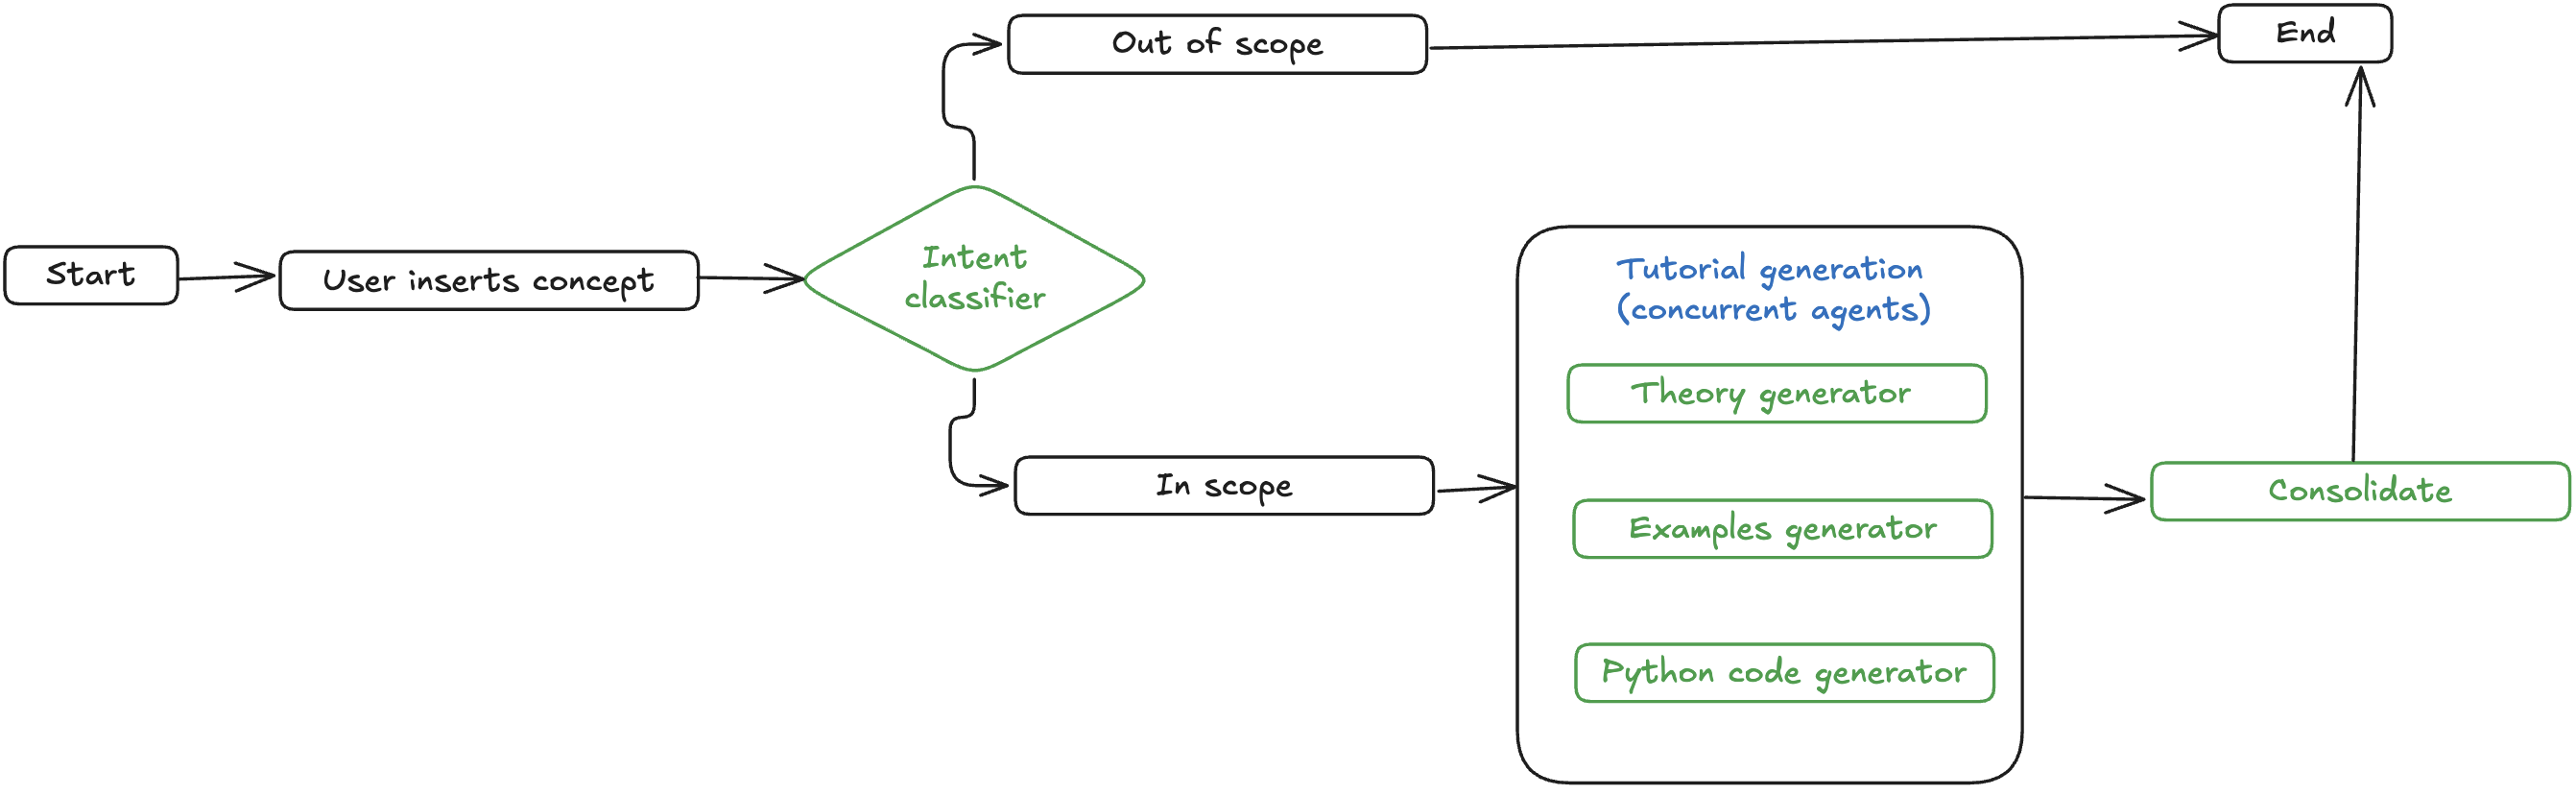 Start
User inserts concept
Intent
classifier
Out of scope
End
In scope
Tutorial generation
(concurrent agents)
Theory generator
Examples generator
Python code generator
Consolidate